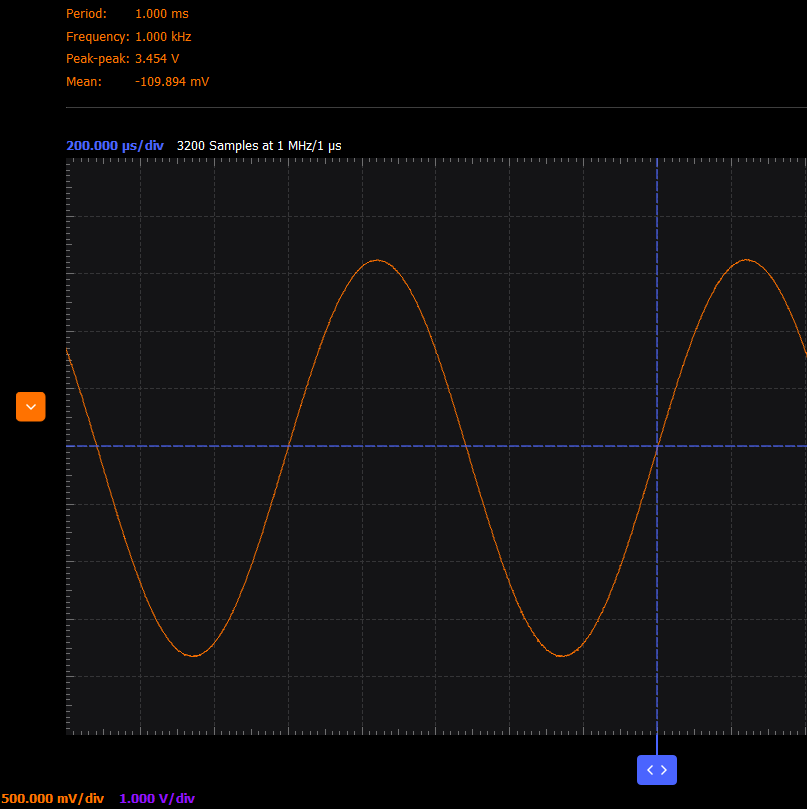 Period: 1.000 ms
Frequency: 1.000 kHz
Peak-peak: 3.454 V
Mean: -109.894 mV
200.000 µs/div 3200 Samples at 1 MHz/1 µs
500.000 mV/div 1.000 V/div